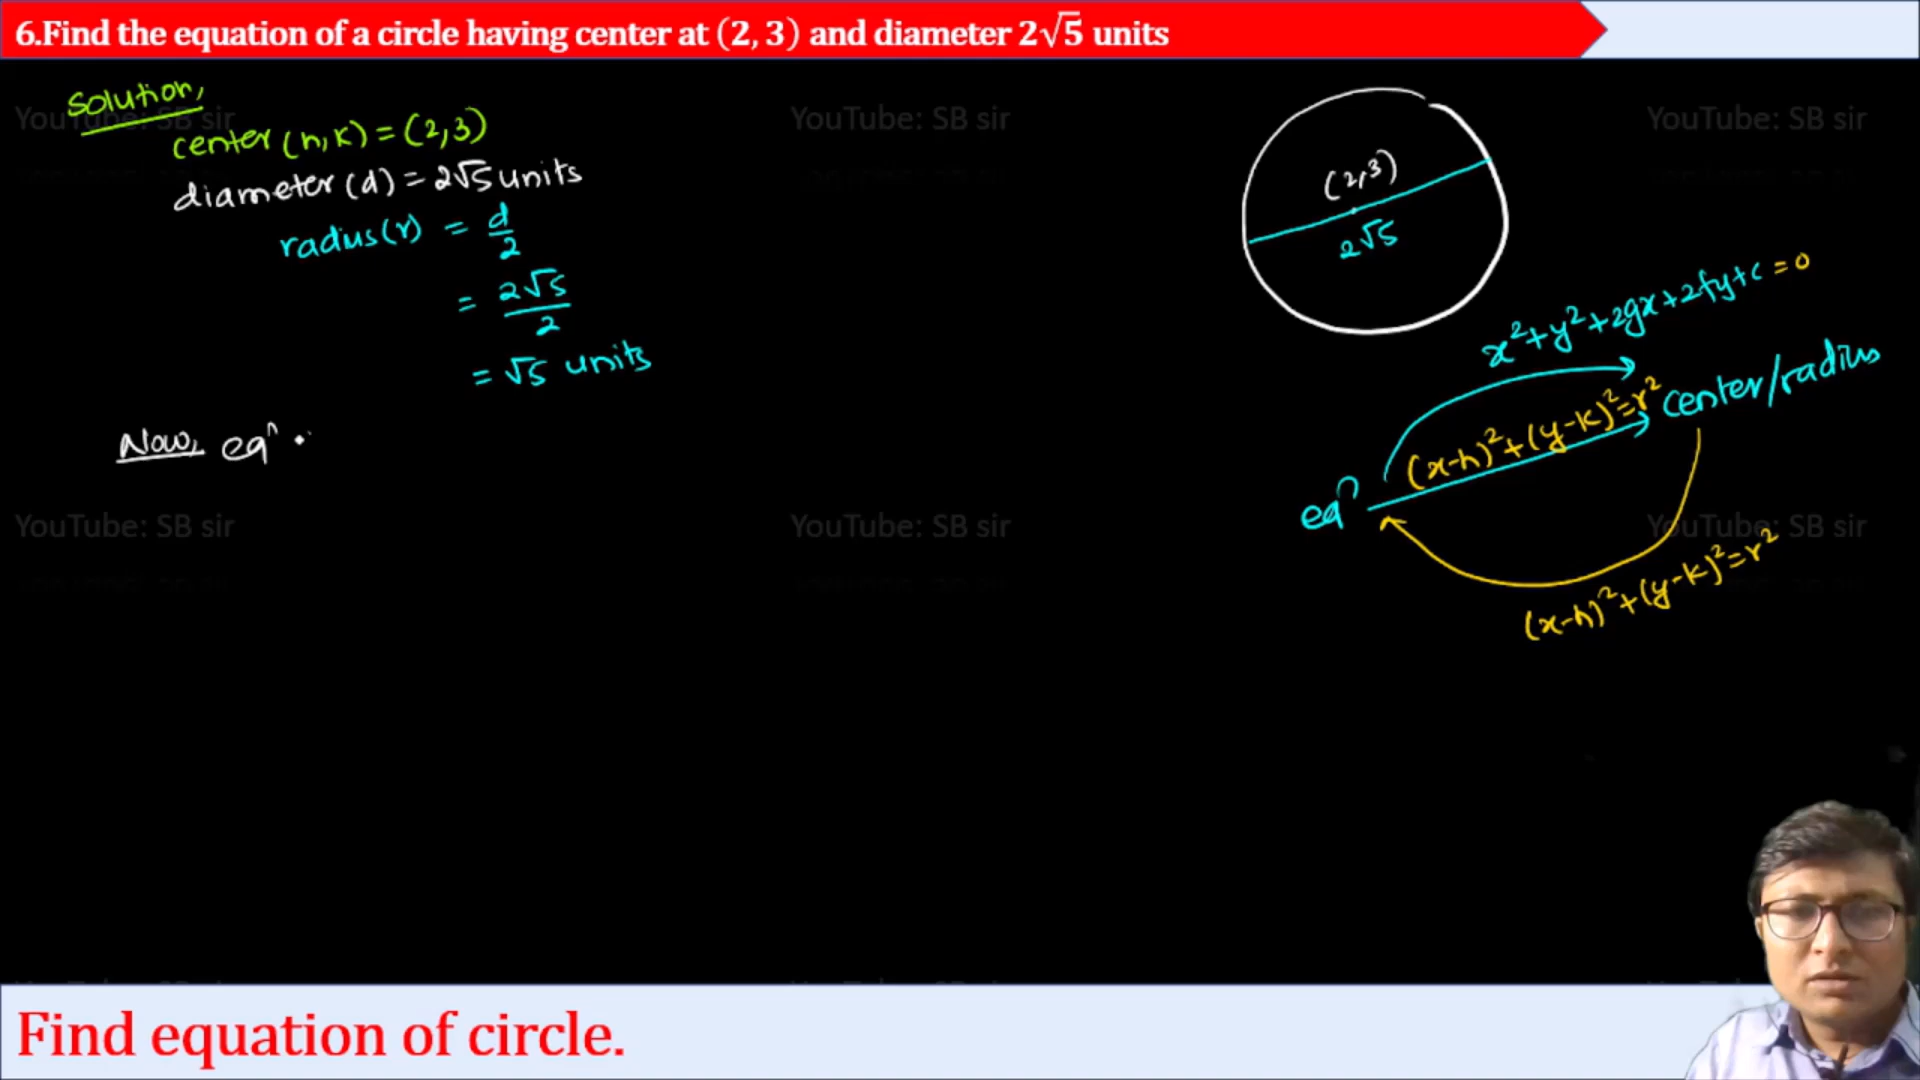 6.Find the equation of a circle having center at (2, 3) and diameter 2√5 units
Solution,
center (h, k) = (2,3)
diameter (d) = 2√5 units
radius(r) = d/2
= 2√5/2
= √5 units
Now, eqⁿ
(2,3)
2√5
x²+y²+2gx+2fy+c=0
(x-h)²+(y-k)²=r²
center/radius
eqⁿ
(x-h)²+(y-k)²=r²
YouTube: SB sir
YouTube: SB sir
YouTube: SB sir
YouTube: SB sir
YouTube: SB sir
YouTube: SB sir
Find equation of circle.